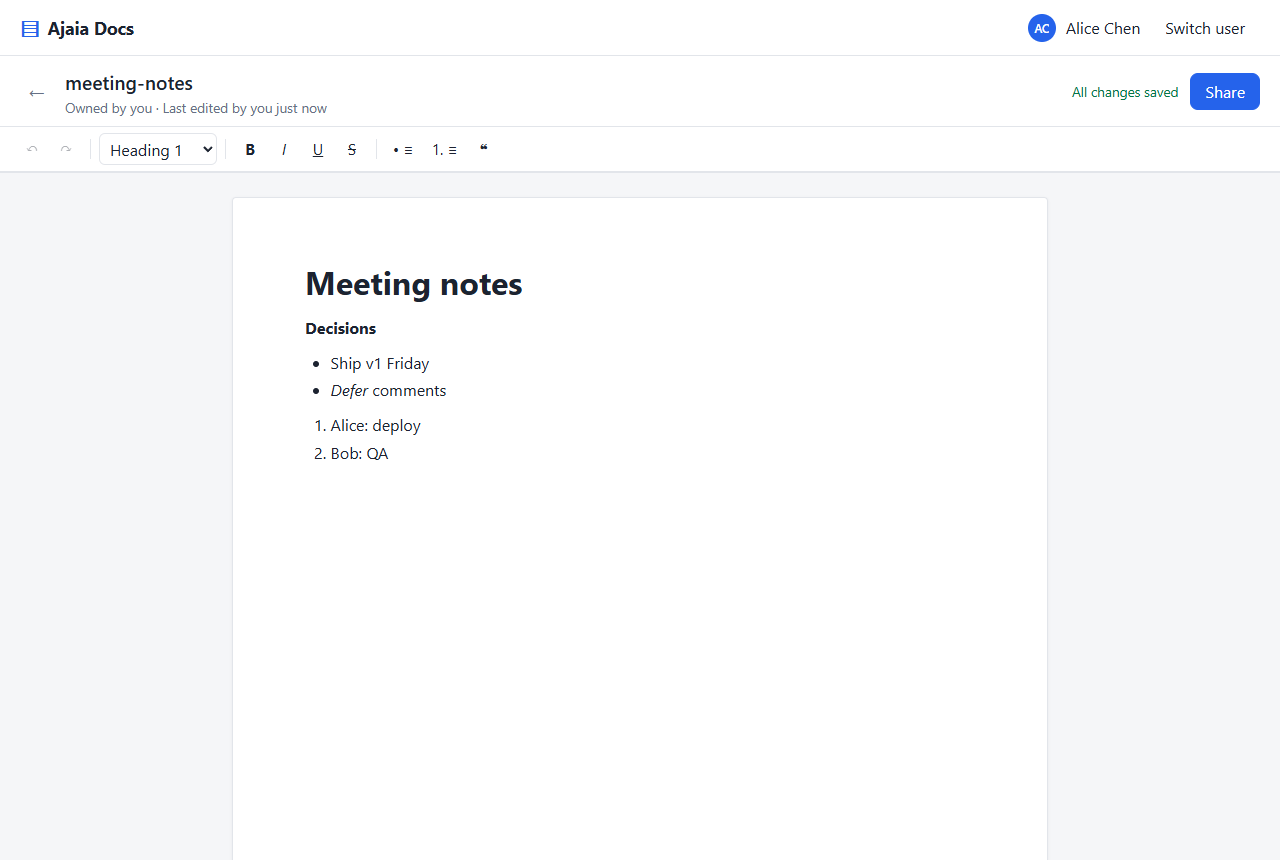 Ajaia Docs
AC Alice Chen Switch user
← meeting-notes
Owned by you · Last edited by you just now
All changes saved Share
Heading 1 B I U S • ≡ 1. ≡ ❝
Meeting notes
Decisions
• Ship v1 Friday
• Defer comments
1. Alice: deploy
2. Bob: QA